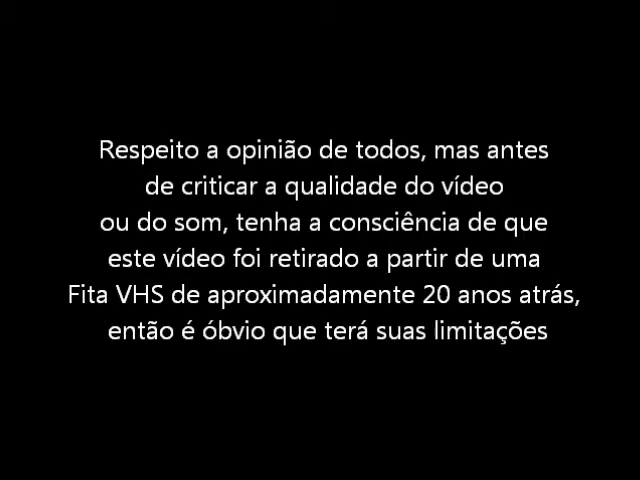 Respeito a opinião de todos, mas antes
de criticar a qualidade do vídeo
ou do som, tenha a consciência de que
este vídeo foi retirado a partir de uma
Fita VHS de aproximadamente 20 anos atrás,
então é óbvio que terá suas limitações